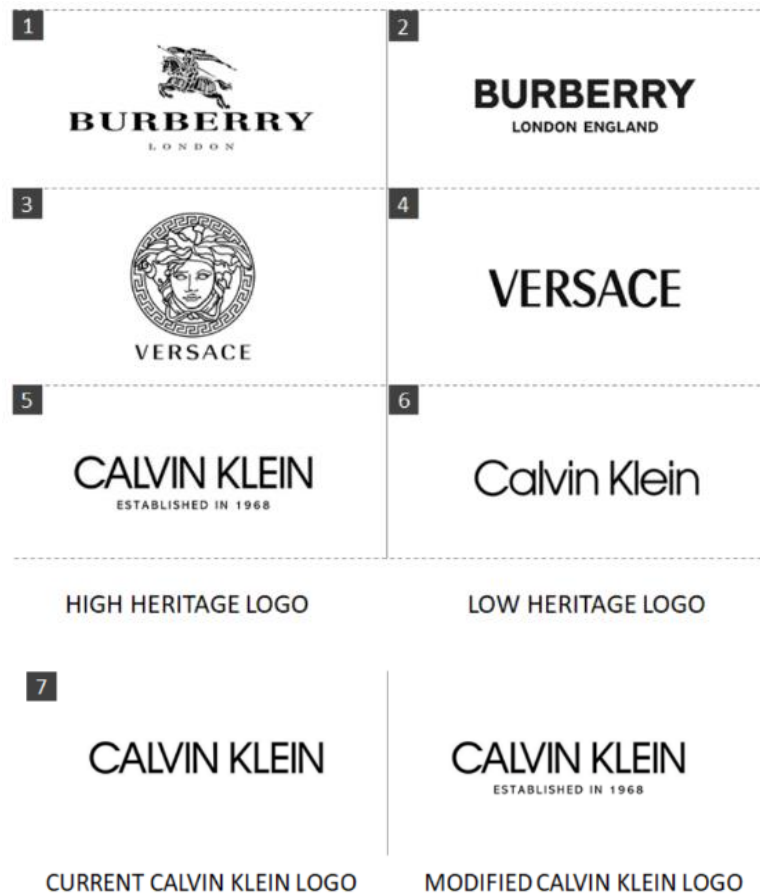 1
BURBERRY
LONDON
2
BURBERRY
LONDON ENGLAND
3
VERSACE
4
VERSACE
5
CALVIN KLEIN
ESTABLISHED IN 1968
6
Calvin Klein
HIGH HERITAGE LOGO
LOW HERITAGE LOGO
7
CALVIN KLEIN
CALVIN KLEIN
ESTABLISHED IN 1968
CURRENT CALVIN KLEIN LOGO
MODIFIED CALVIN KLEIN LOGO